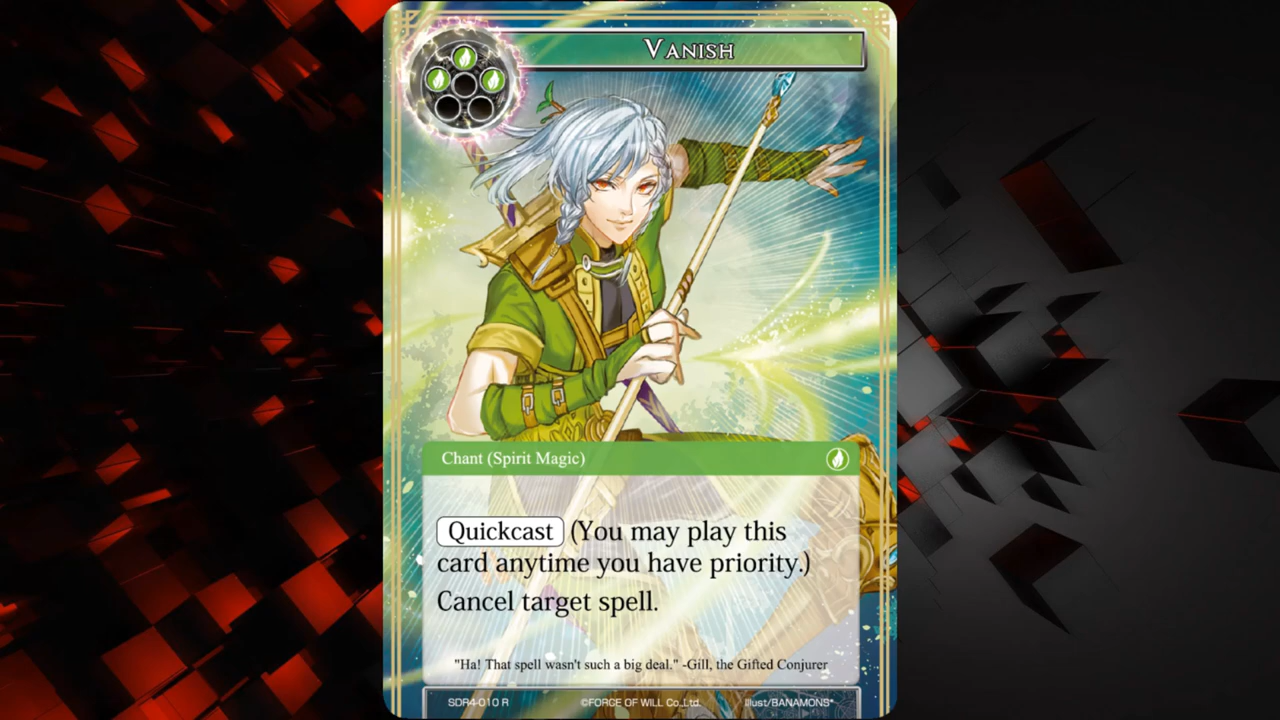 VANISH
Chant (Spirit Magic)
Quickcast (You may play this
card anytime you have priority.)
Cancel target spell.
"Ha! That spell wasn't such a big deal." -Gill, the Gifted Conjurer
SDR4-010 R ©FORCE OF WILL Co.,Ltd. Illust/BANAMONS*